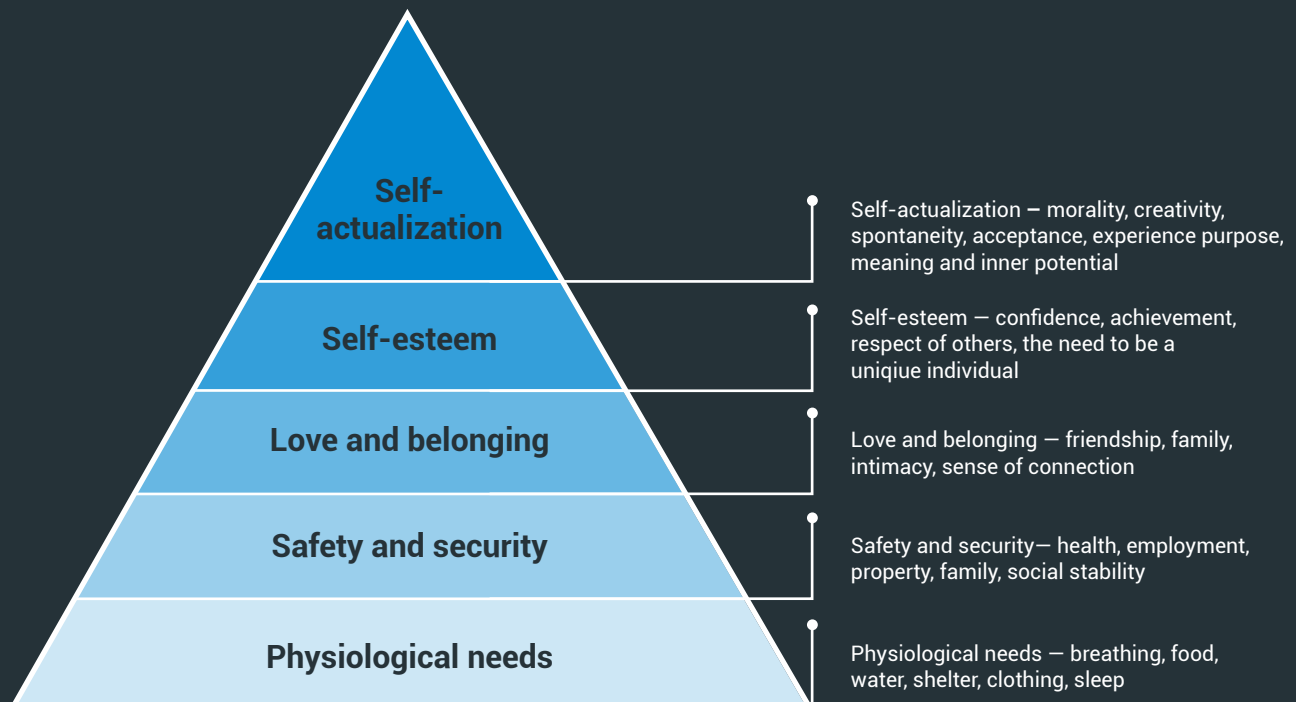 Self-
actualization
Self-actualization – morality, creativity,
spontaneity, acceptance, experience purpose,
meaning and inner potential
Self-esteem
Self-esteem — confidence, achievement,
respect of others, the need to be a
uniqiue individual
Love and belonging
Love and belonging — friendship, family,
intimacy, sense of connection
Safety and security
Safety and security— health, employment,
property, family, social stability
Physiological needs
Physiological needs — breathing, food,
water, shelter, clothing, sleep